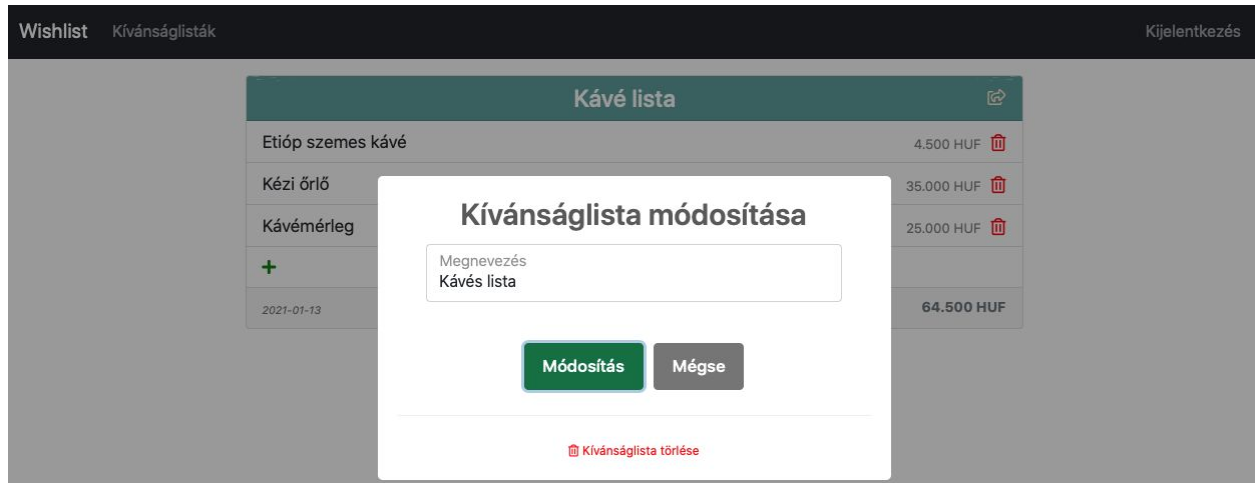 Wishlist Kívánságlisták Kijelentkezés
Kávé lista
Etióp szemes kávé 4.500 HUF
Kézi őrlő 35.000 HUF
Kávémérleg 25.000 HUF
2021-01-13 64.500 HUF
Kívánságlista módosítása
Megnevezés
Kávés lista
Módosítás Mégse
Kívánságlista törlése